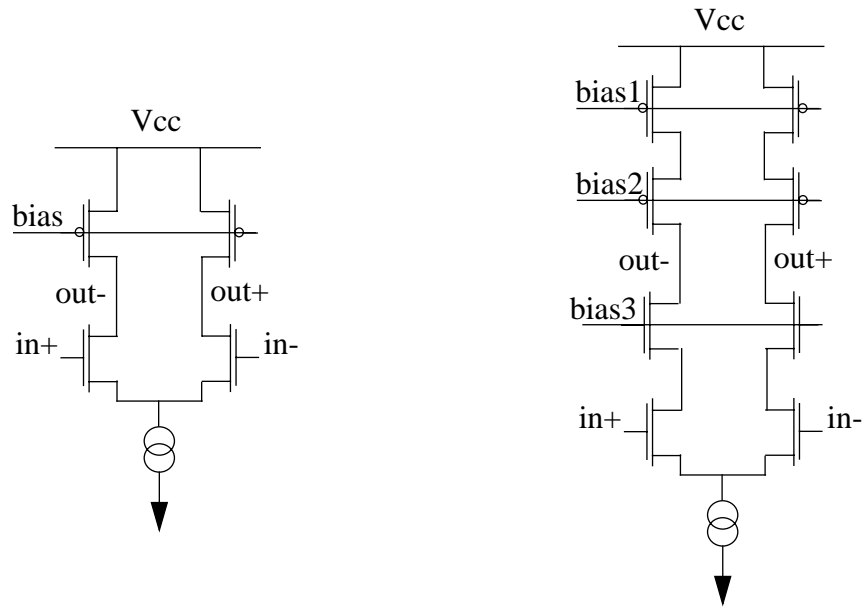 Vcc
bias
out- out+
in+ in-
Vcc
bias1
bias2
out- out+
bias3
in+ in-